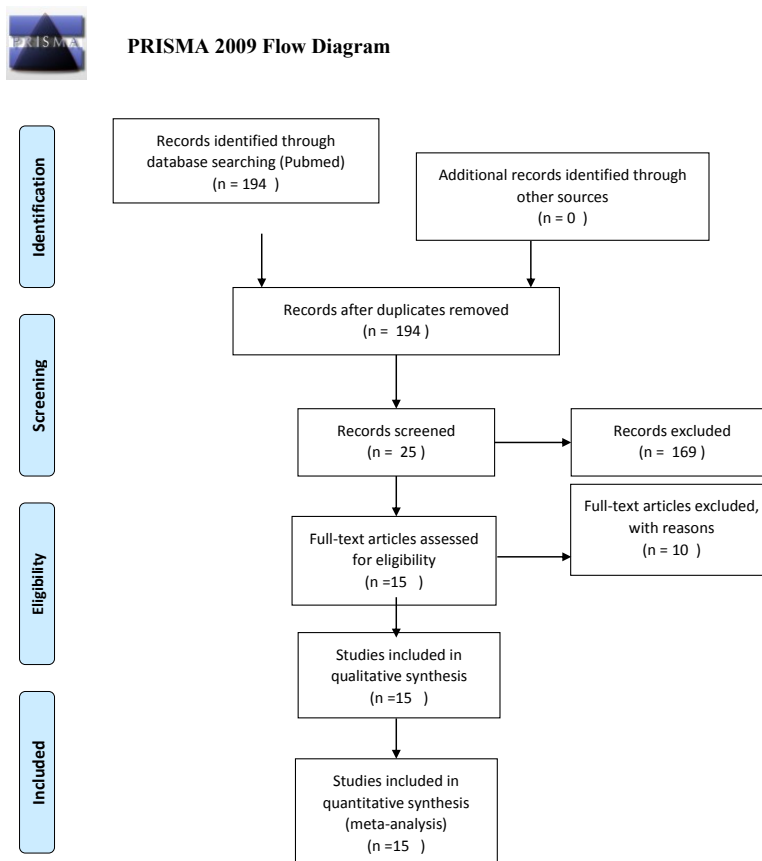 PRISMA
PRISMA 2009 Flow Diagram
Identification
Records identified through
database searching (Pubmed)
(n = 194 )
Additional records identified through
other sources
(n = 0 )
Records after duplicates removed
(n = 194 )
Screening
Records screened
(n = 25 )
Records excluded
(n = 169 )
Eligibility
Full-text articles assessed
for eligibility
(n =15 )
Full-text articles excluded,
with reasons
(n = 10 )
Studies included in
qualitative synthesis
(n =15 )
Included
Studies included in
quantitative synthesis
(meta-analysis)
(n =15 )